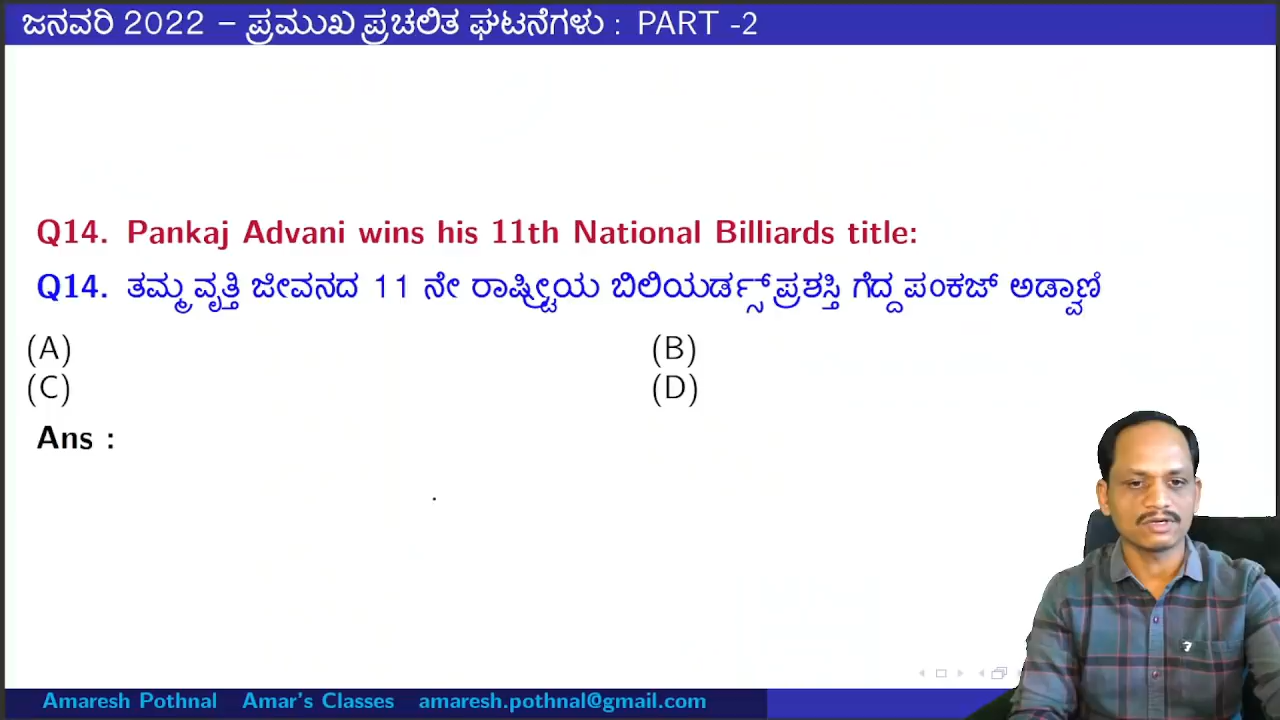 ಜನವರಿ 2022 – ಪ್ರಮುಖ ಪ್ರಚಲಿತ ಘಟನೆಗಳು : PART -2
Q14. Pankaj Advani wins his 11th National Billiards title:
Q14. ತಮ್ಮ ವೃತ್ತಿ ಜೀವನದ 11 ನೇ ರಾಷ್ಟ್ರೀಯ ಬಿಲಿಯರ್ಡ್ಸ್ ಪ್ರಶಸ್ತಿ ಗೆದ್ದ ಪಂಕಜ್ ಅಡ್ವಾಣಿ
(A) (B)
(C) (D)
Ans :
Amaresh Pothnal Amar's Classes amaresh.pothnal@gmail.com